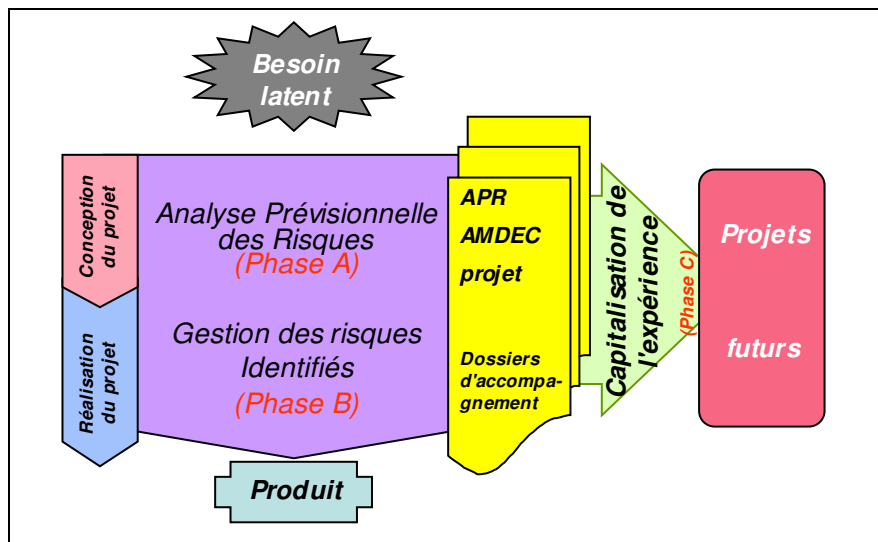 Besoin
latent
Conception
du projet
Réalisation
du projet
Analyse Prévisionnelle
des Risques
(Phase A)
Gestion des risques
Identifiés
(Phase B)
APR
AMDEC
projet
Dossiers
d'accompa-
gnement
Capitalisation de
l'expérience
(Phase C)
Projets
futurs
Produit